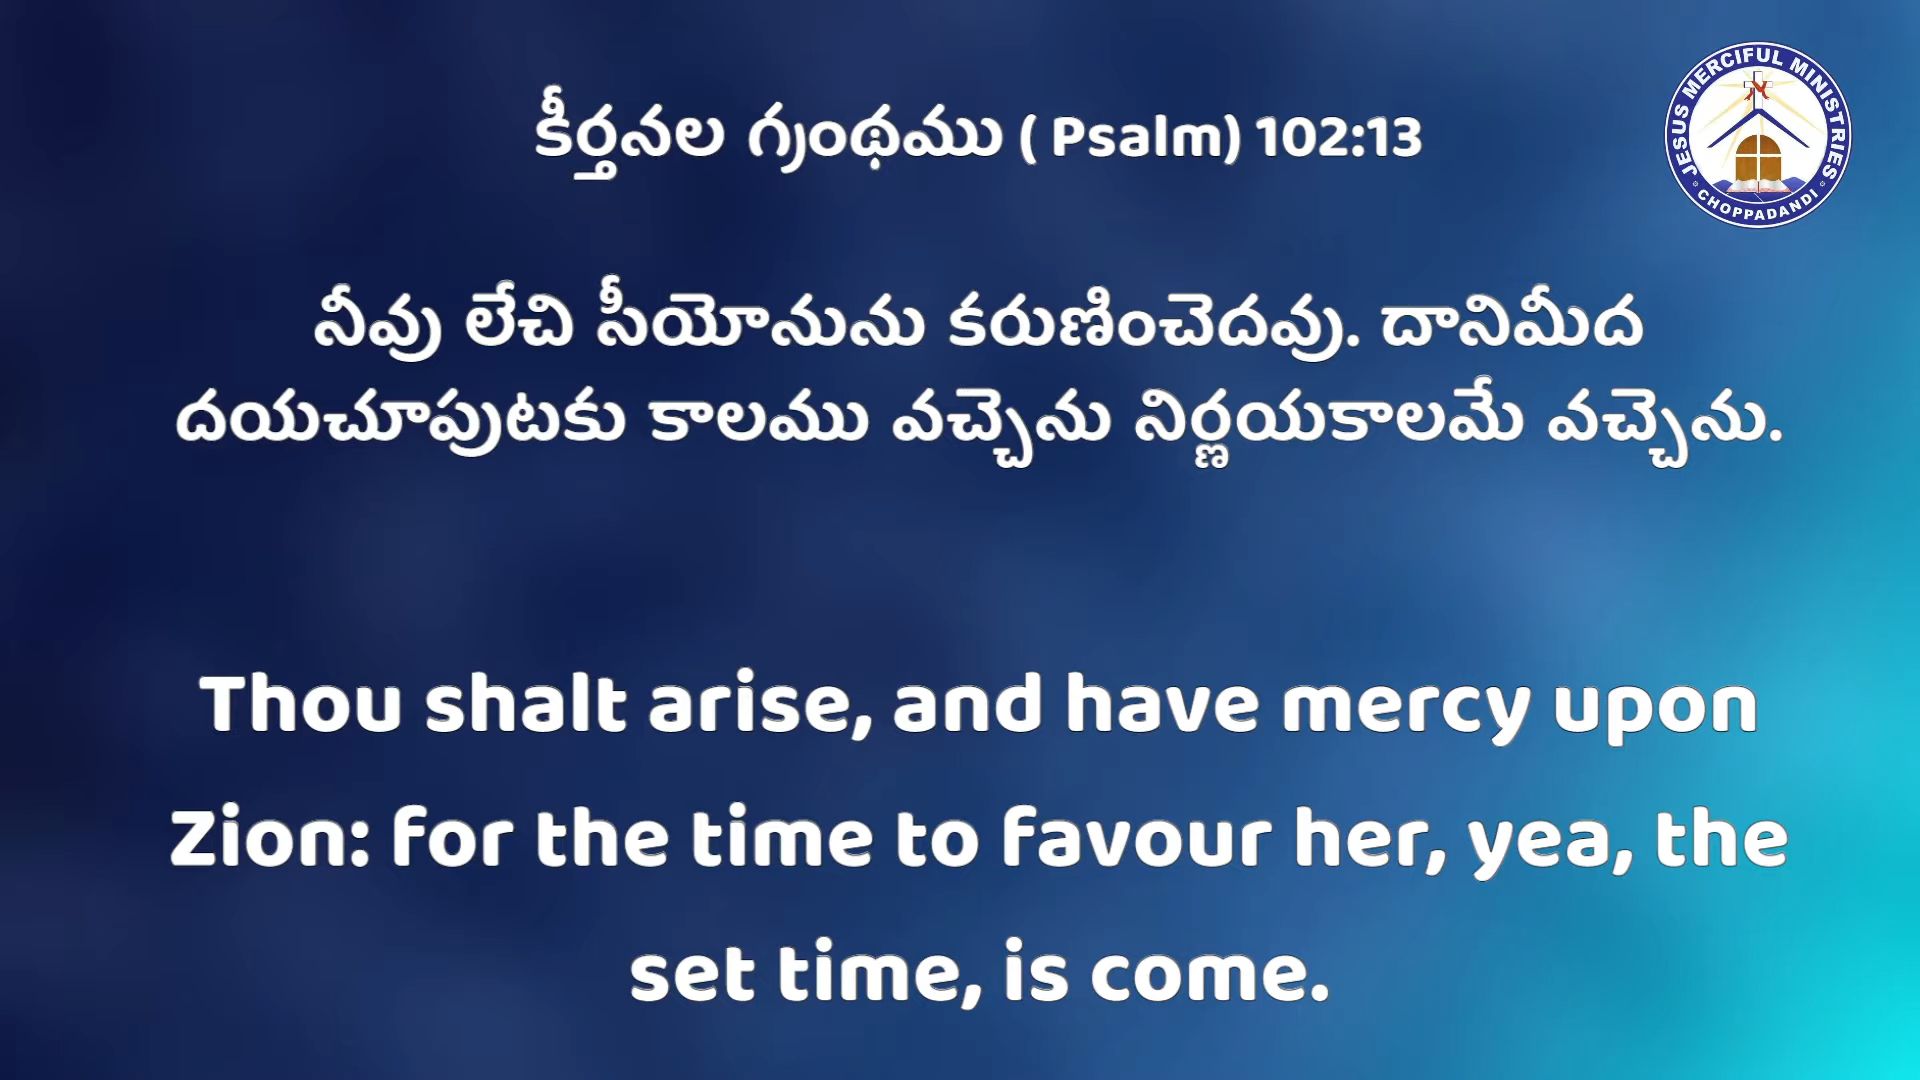 కీర్తనల గ్రంథము ( Psalm) 102:13
JESUS MERCIFUL MINISTRIES
CHOPPADANDI
నీవు లేచి సీయోనును కరుణించెదవు. దానిమీద
దయచూపుటకు కాలము వచ్చెను నిర్ణయకాలమే వచ్చెను.
Thou shalt arise, and have mercy upon
Zion: for the time to favour her, yea, the
set time, is come.